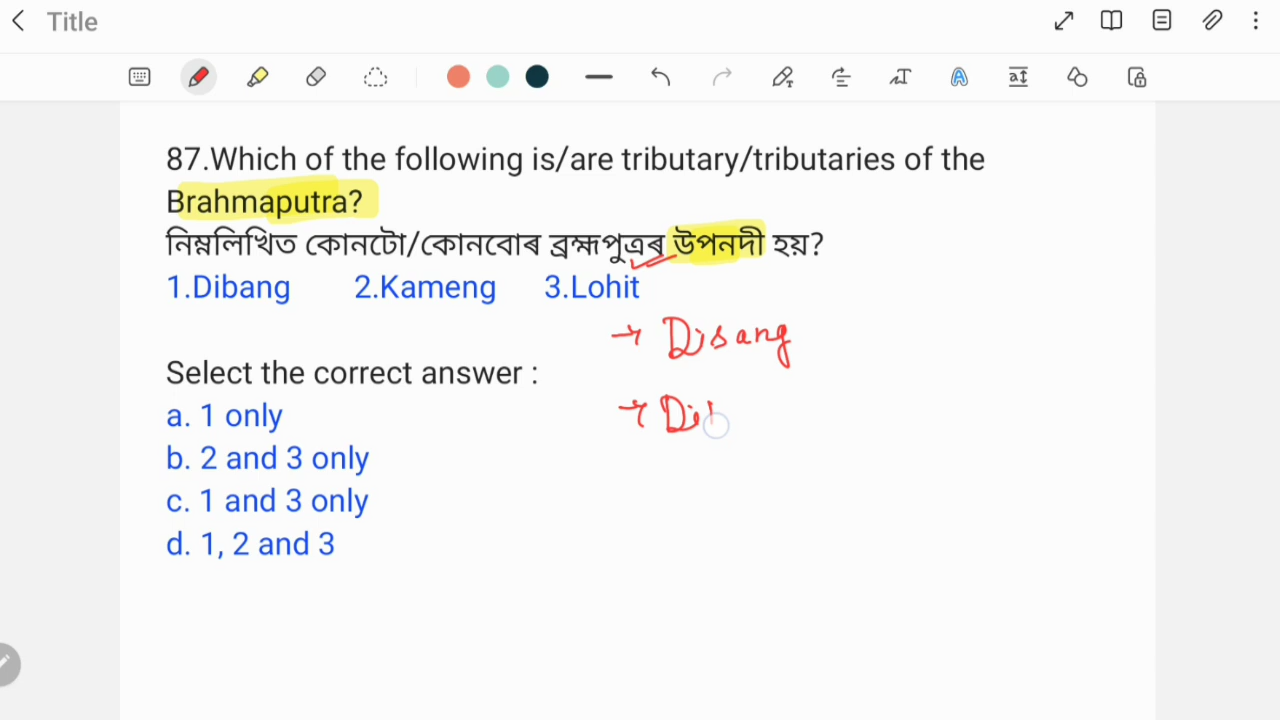 Title
87.Which of the following is/are tributary/tributaries of the
Brahmaputra?
নিম্নলিখিত কোনটো/কোনবোৰ ব্ৰহ্মপুত্ৰৰ উপনদী হয়?
1.Dibang 2.Kameng 3.Lohit
→ Disang
Select the correct answer :
a. 1 only
→
b. 2 and 3 only
c. 1 and 3 only
d. 1, 2 and 3